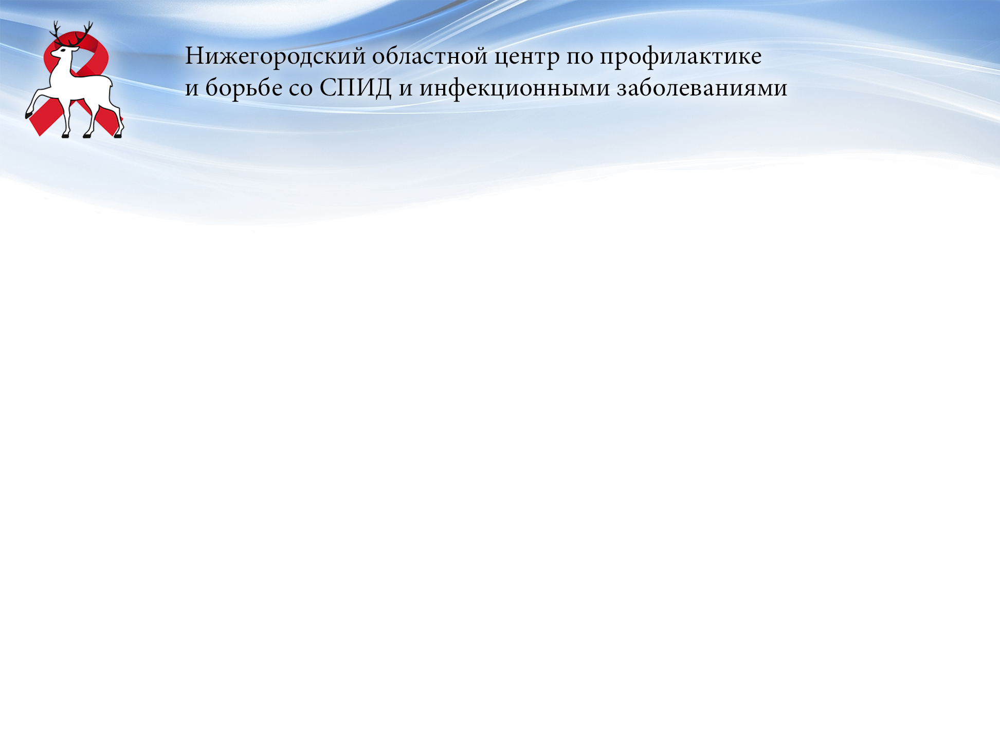 Нижегородский областной центр по профилактике
и борьбе со СПИД и инфекционными заболеваниями